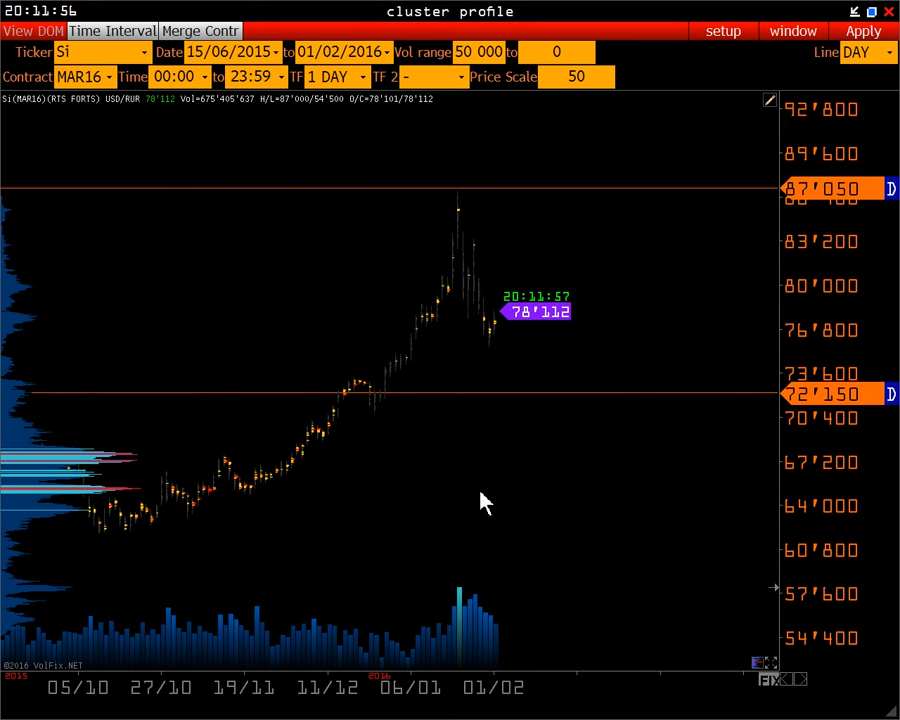 20:11:56 cluster profile
View DOM Time Interval Merge Contr setup window Apply
Ticker Si Date 15/06/2015 to 01/02/2016 Vol range 50 000 to 0 Line DAY
Contract MAR16 Time 00:00 to 23:59 TF 1 DAY TF 2 - Price Scale 50
Si(MAR16)(RTS FORTS) USD/RUR 78'112 Vol=675'405'637 H/L=87'000/54'500 O/C=78'101/78'112
92'800
89'600
87'050 D
83'200
80'000
20:11:57
78'112
76'800
73'600
72'150 D
70'400
67'200
64'000
60'800
57'600
54'400
©2016 VolFix.NET
2015 2016 FIX
05/10 27/10 19/11 11/12 06/01 01/02